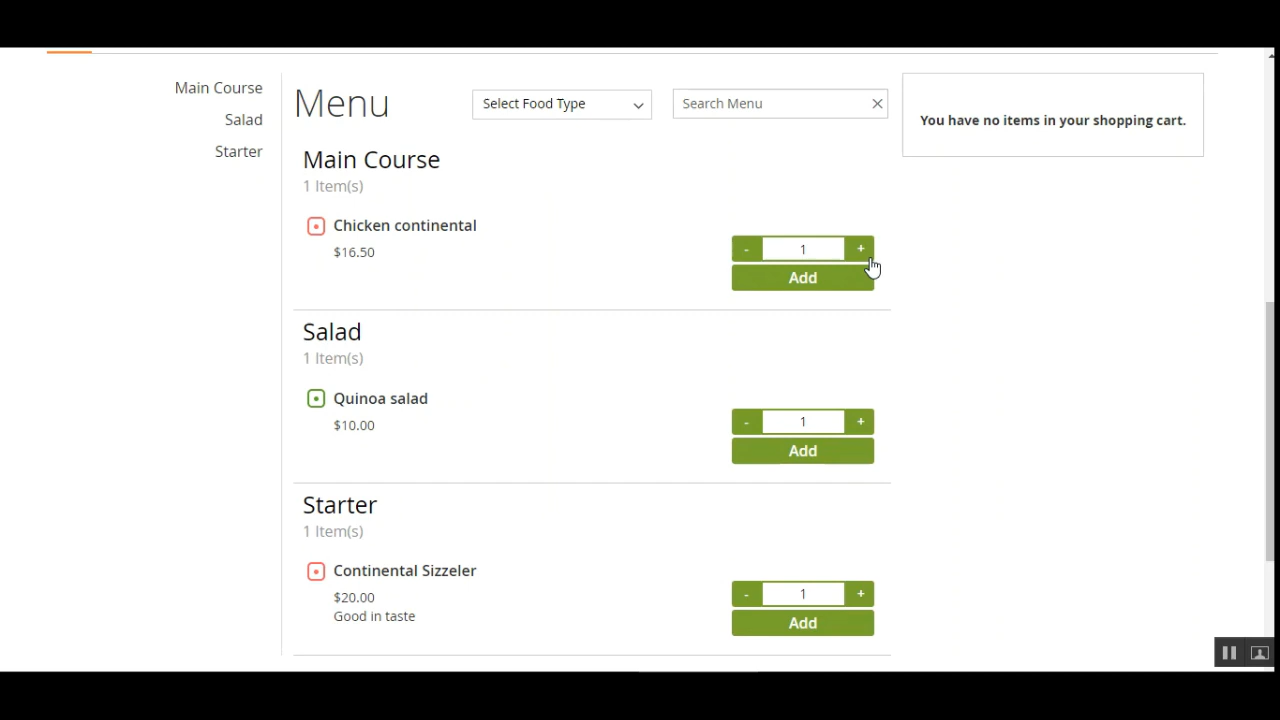 Main Course
Salad
Starter
Menu
Select Food Type
Search Menu
You have no items in your shopping cart.
Main Course
1 Item(s)
Chicken continental
$16.50
- 1 +
Add
Salad
1 Item(s)
Quinoa salad
$10.00
- 1 +
Add
Starter
1 Item(s)
Continental Sizzeler
$20.00
Good in taste
- 1 +
Add